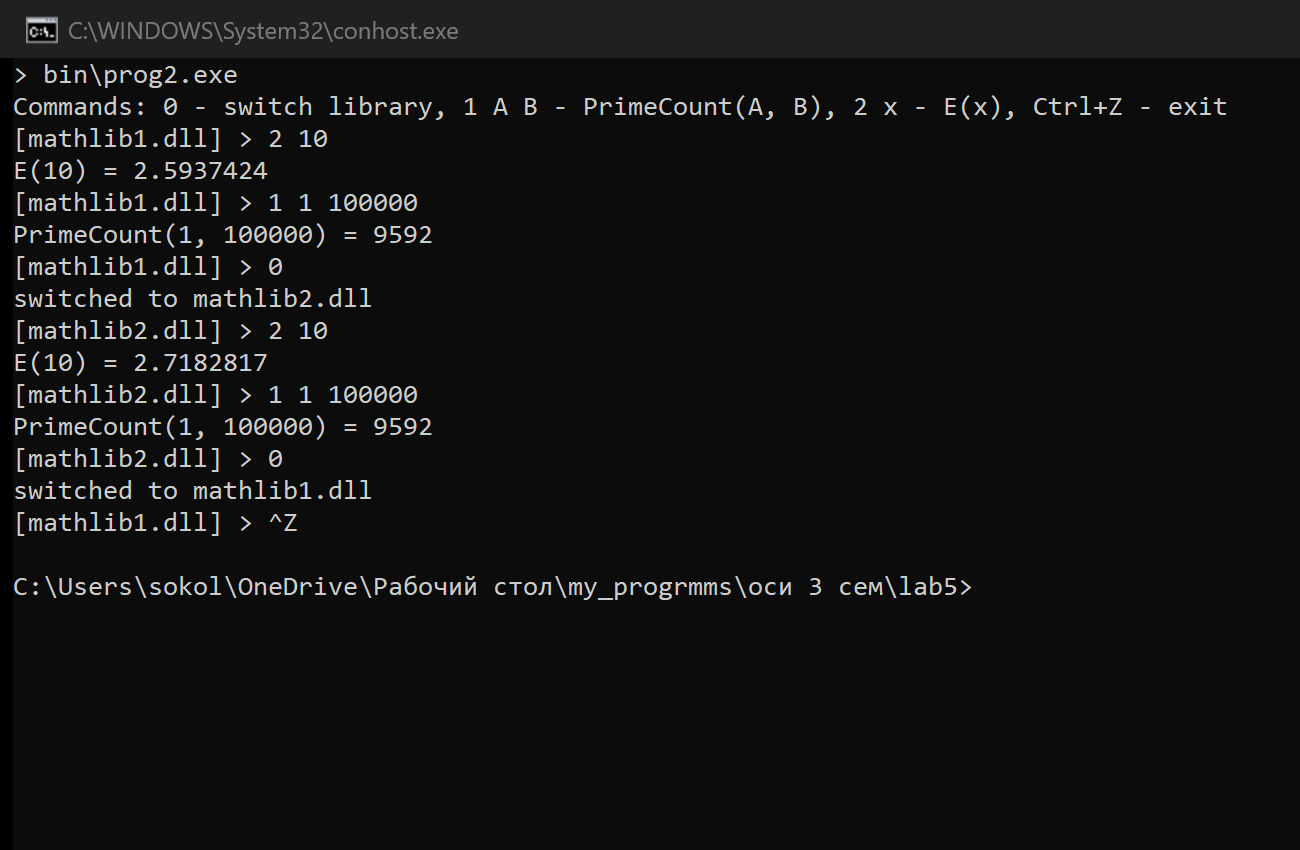 C:\WINDOWS\System32\conhost.exe
> bin\prog2.exe
Commands: 0 - switch library, 1 A B - PrimeCount(A, B), 2 x - E(x), Ctrl+Z - exit
[mathlib1.dll] > 2 10
E(10) = 2.5937424
[mathlib1.dll] > 1 1 100000
PrimeCount(1, 100000) = 9592
[mathlib1.dll] > 0
switched to mathlib2.dll
[mathlib2.dll] > 2 10
E(10) = 2.7182817
[mathlib2.dll] > 1 1 100000
PrimeCount(1, 100000) = 9592
[mathlib2.dll] > 0
switched to mathlib1.dll
[mathlib1.dll] > ^Z
C:\Users\sokol\OneDrive\Рабочий стол\my_progrmms\оси 3 сем\lab5>